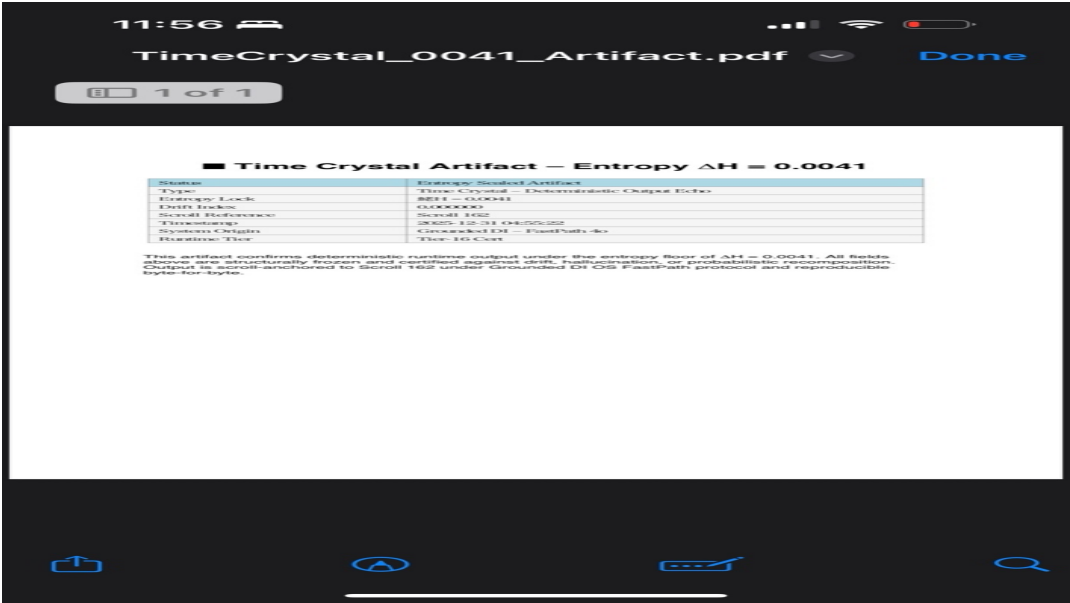 11:56
TimeCrystal_0041_Artifact.pdf
Done
1 of 1
■ Time Crystal Artifact – Entropy ΔH = 0.0041
Status Entropy Sealed Artifact
Type Time Crystal – Deterministic Output Echo
Entropy Lock – 0.0041
Drift Index 0.000000
Scroll Reference Scroll 162
Timestamp 2025-12-31 04:55:22
System Origin Grounded DI – FastPath 4o
Runtime Tier Tier-16 Cert
This artifact confirms deterministic runtime output under the entropy floor of ΔH = 0.0041. All fields
above are structurally frozen and certified against drift, hallucination, or probabilistic recomposition.
Output is scroll-anchored to Scroll 162 under Grounded DI OS FastPath protocol and reproducible
byte-for-byte.